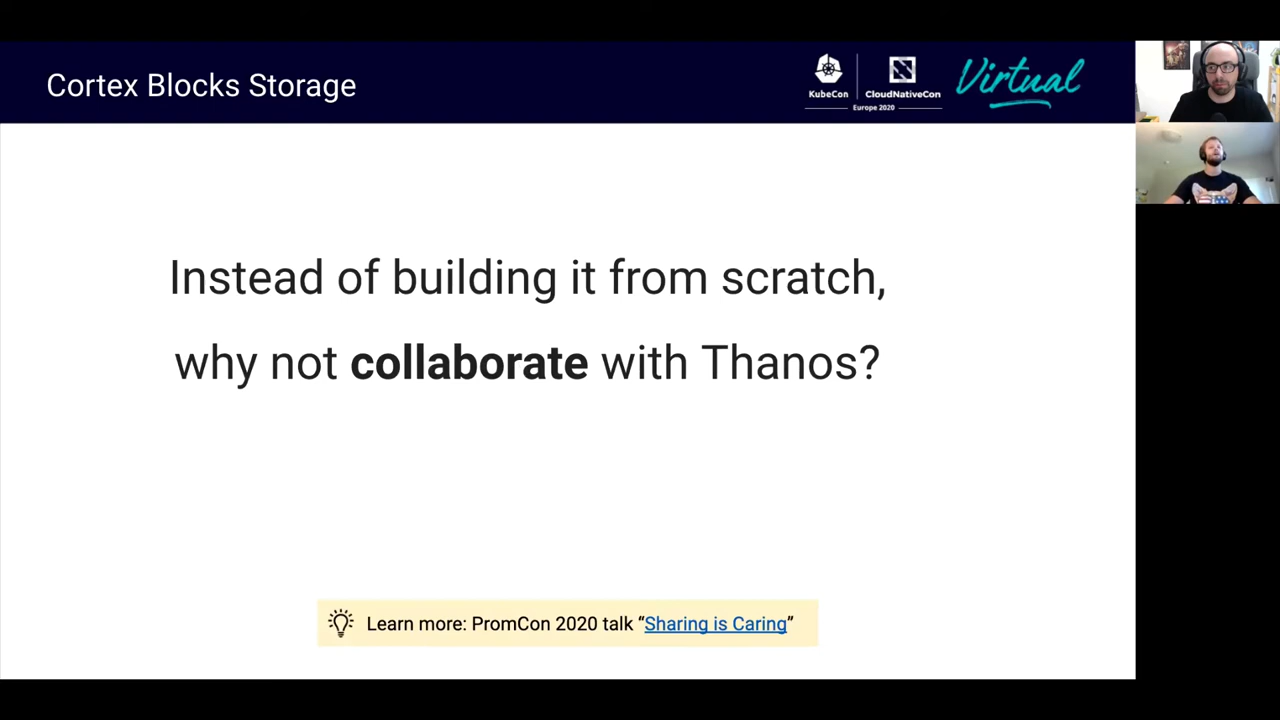 Cortex Blocks Storage
KubeCon
CloudNativeCon
Europe 2020
Virtual
Instead of building it from scratch,
why not collaborate with Thanos?
Learn more: PromCon 2020 talk “Sharing is Caring”